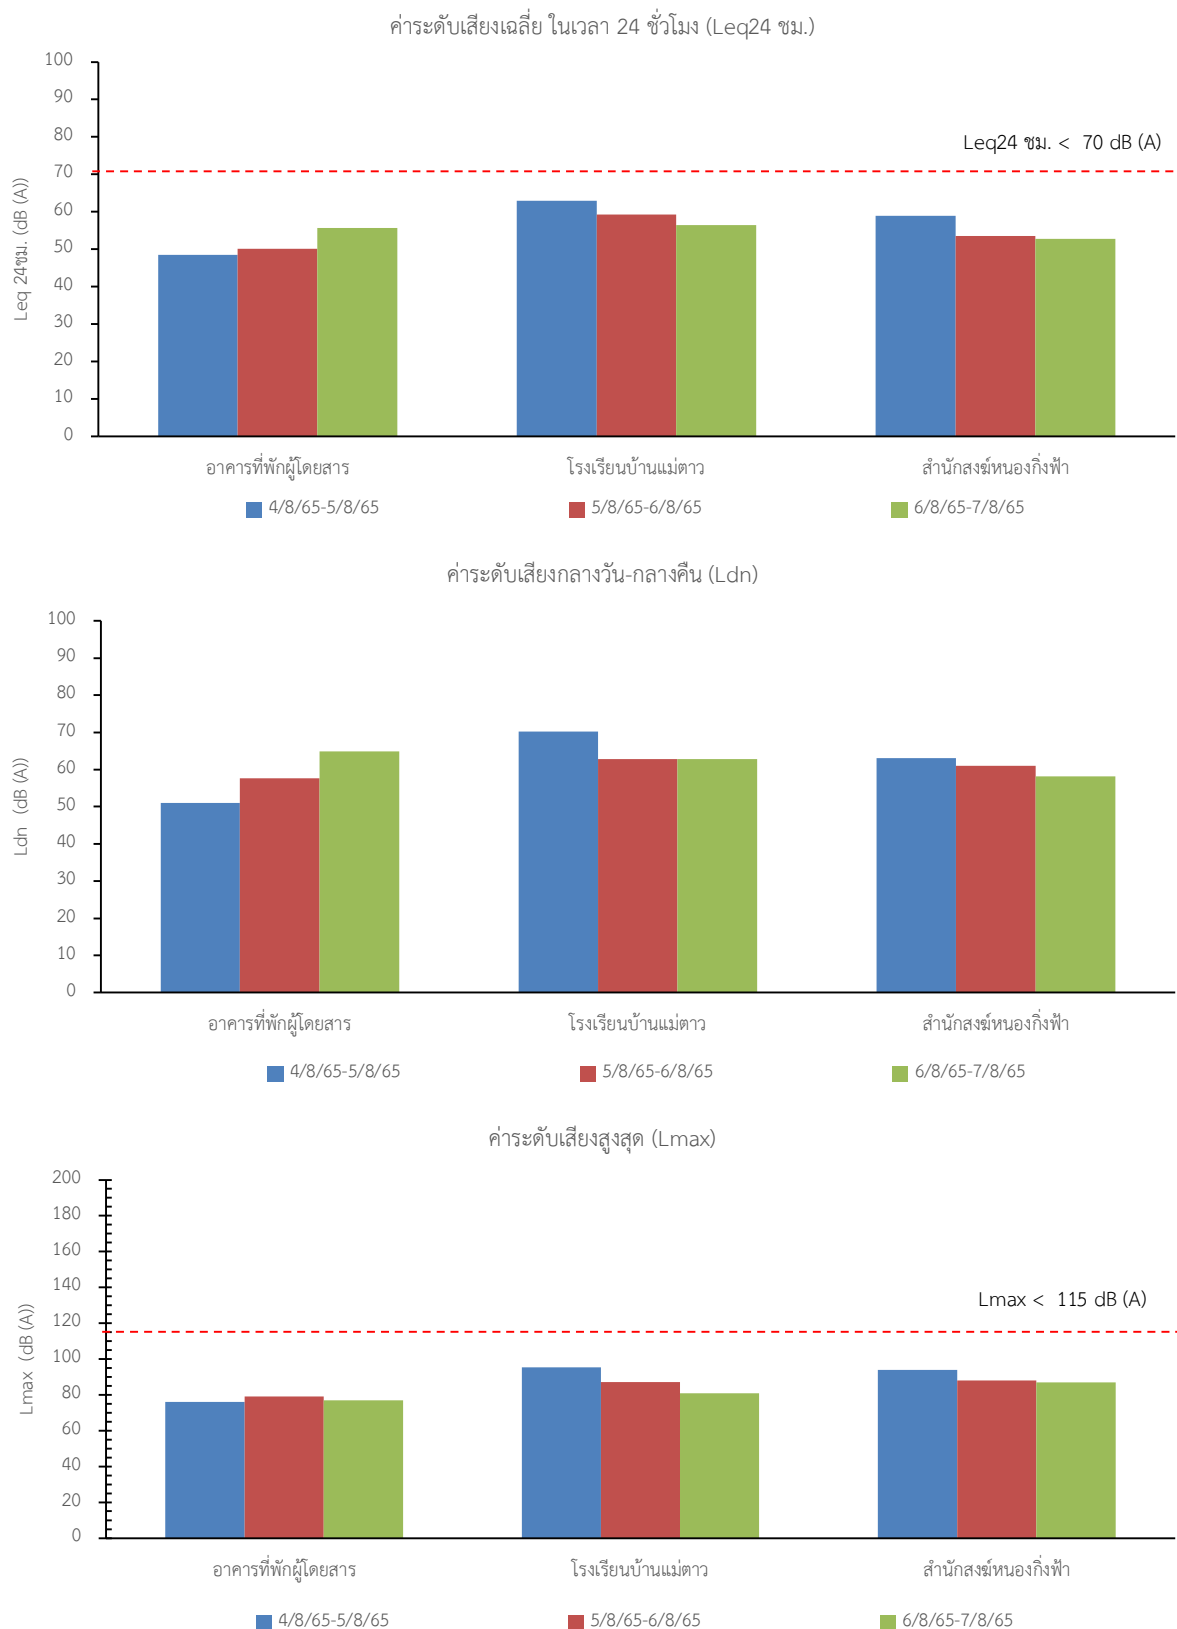 ค่าระดับเสียงเฉลี่ย ในเวลา 24 ชั่วโมง (Leq24 ชม.)
100
90
80
70
60
50
40
30
20
10
0
Leq 24ชม. (dB (A))
Leq24 ชม. < 70 dB (A)
อาคารที่พักผู้โดยสาร โรงเรียนบ้านแม่ตาว สำนักสงฆ์หนองกิ่งฟ้า
4/8/65-5/8/65 5/8/65-6/8/65 6/8/65-7/8/65
ค่าระดับเสียงกลางวัน-กลางคืน (Ldn)
100
90
80
70
60
50
40
30
20
10
0
Ldn (dB (A))
อาคารที่พักผู้โดยสาร โรงเรียนบ้านแม่ตาว สำนักสงฆ์หนองกิ่งฟ้า
4/8/65-5/8/65 5/8/65-6/8/65 6/8/65-7/8/65
ค่าระดับเสียงสูงสุด (Lmax)
200
180
160
140
120
100
80
60
40
20
0
Lmax (dB (A))
Lmax < 115 dB (A)
อาคารที่พักผู้โดยสาร โรงเรียนบ้านแม่ตาว สำนักสงฆ์หนองกิ่งฟ้า
4/8/65-5/8/65 5/8/65-6/8/65 6/8/65-7/8/65